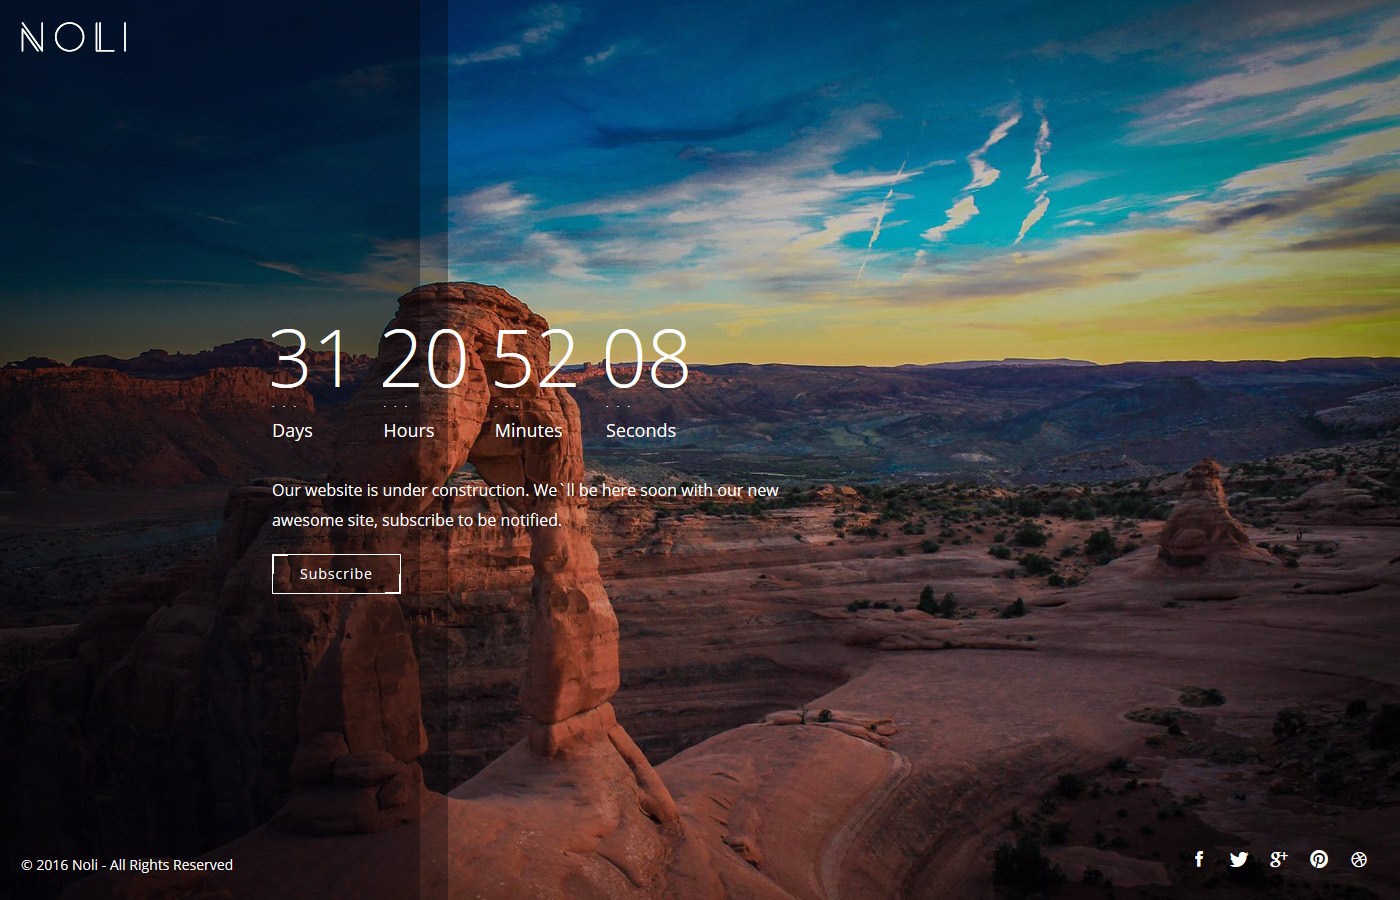 NOLI
31 20 52 08
Days Hours Minutes Seconds
Our website is under construction. We`ll be here soon with our new
awesome site, subscribe to be notified.
Subscribe
© 2016 Noli - All Rights Reserved